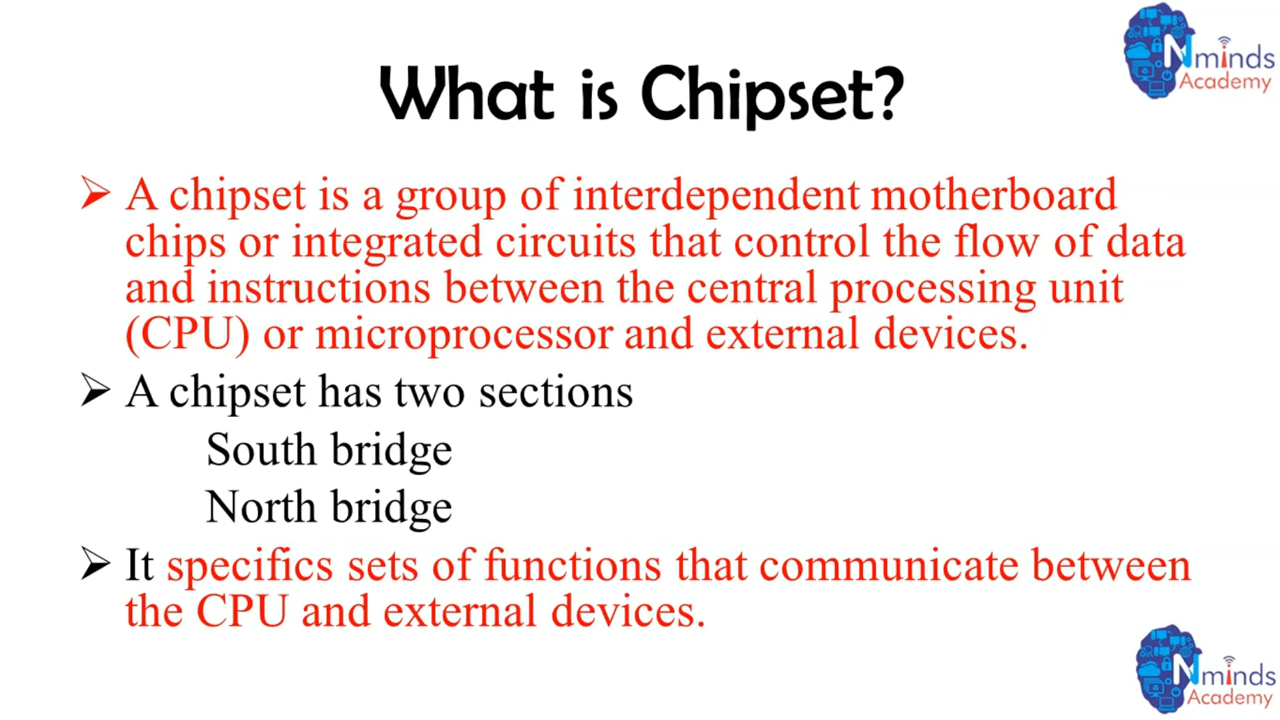 Nminds
Academy
What is Chipset?
➢ A chipset is a group of interdependent motherboard
chips or integrated circuits that control the flow of data
and instructions between the central processing unit
(CPU) or microprocessor and external devices.
➢ A chipset has two sections
South bridge
North bridge
➢ It specifics sets of functions that communicate between
the CPU and external devices.
Nminds
Academy